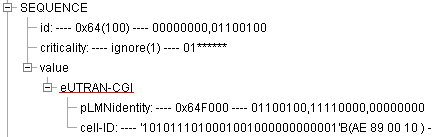 SEQUENCE
id: ---- 0x64(100) ---- 00000000,01100100
criticality: ---- ignore(1) ---- 01******
value
eUTRAN-CGI
pLMNidentity: ---- 0x64F000 ---- 01100100,11110000,00000000
cell-ID: ---- '1010111010001001000000000001'B(AE 89 00 10 ) -